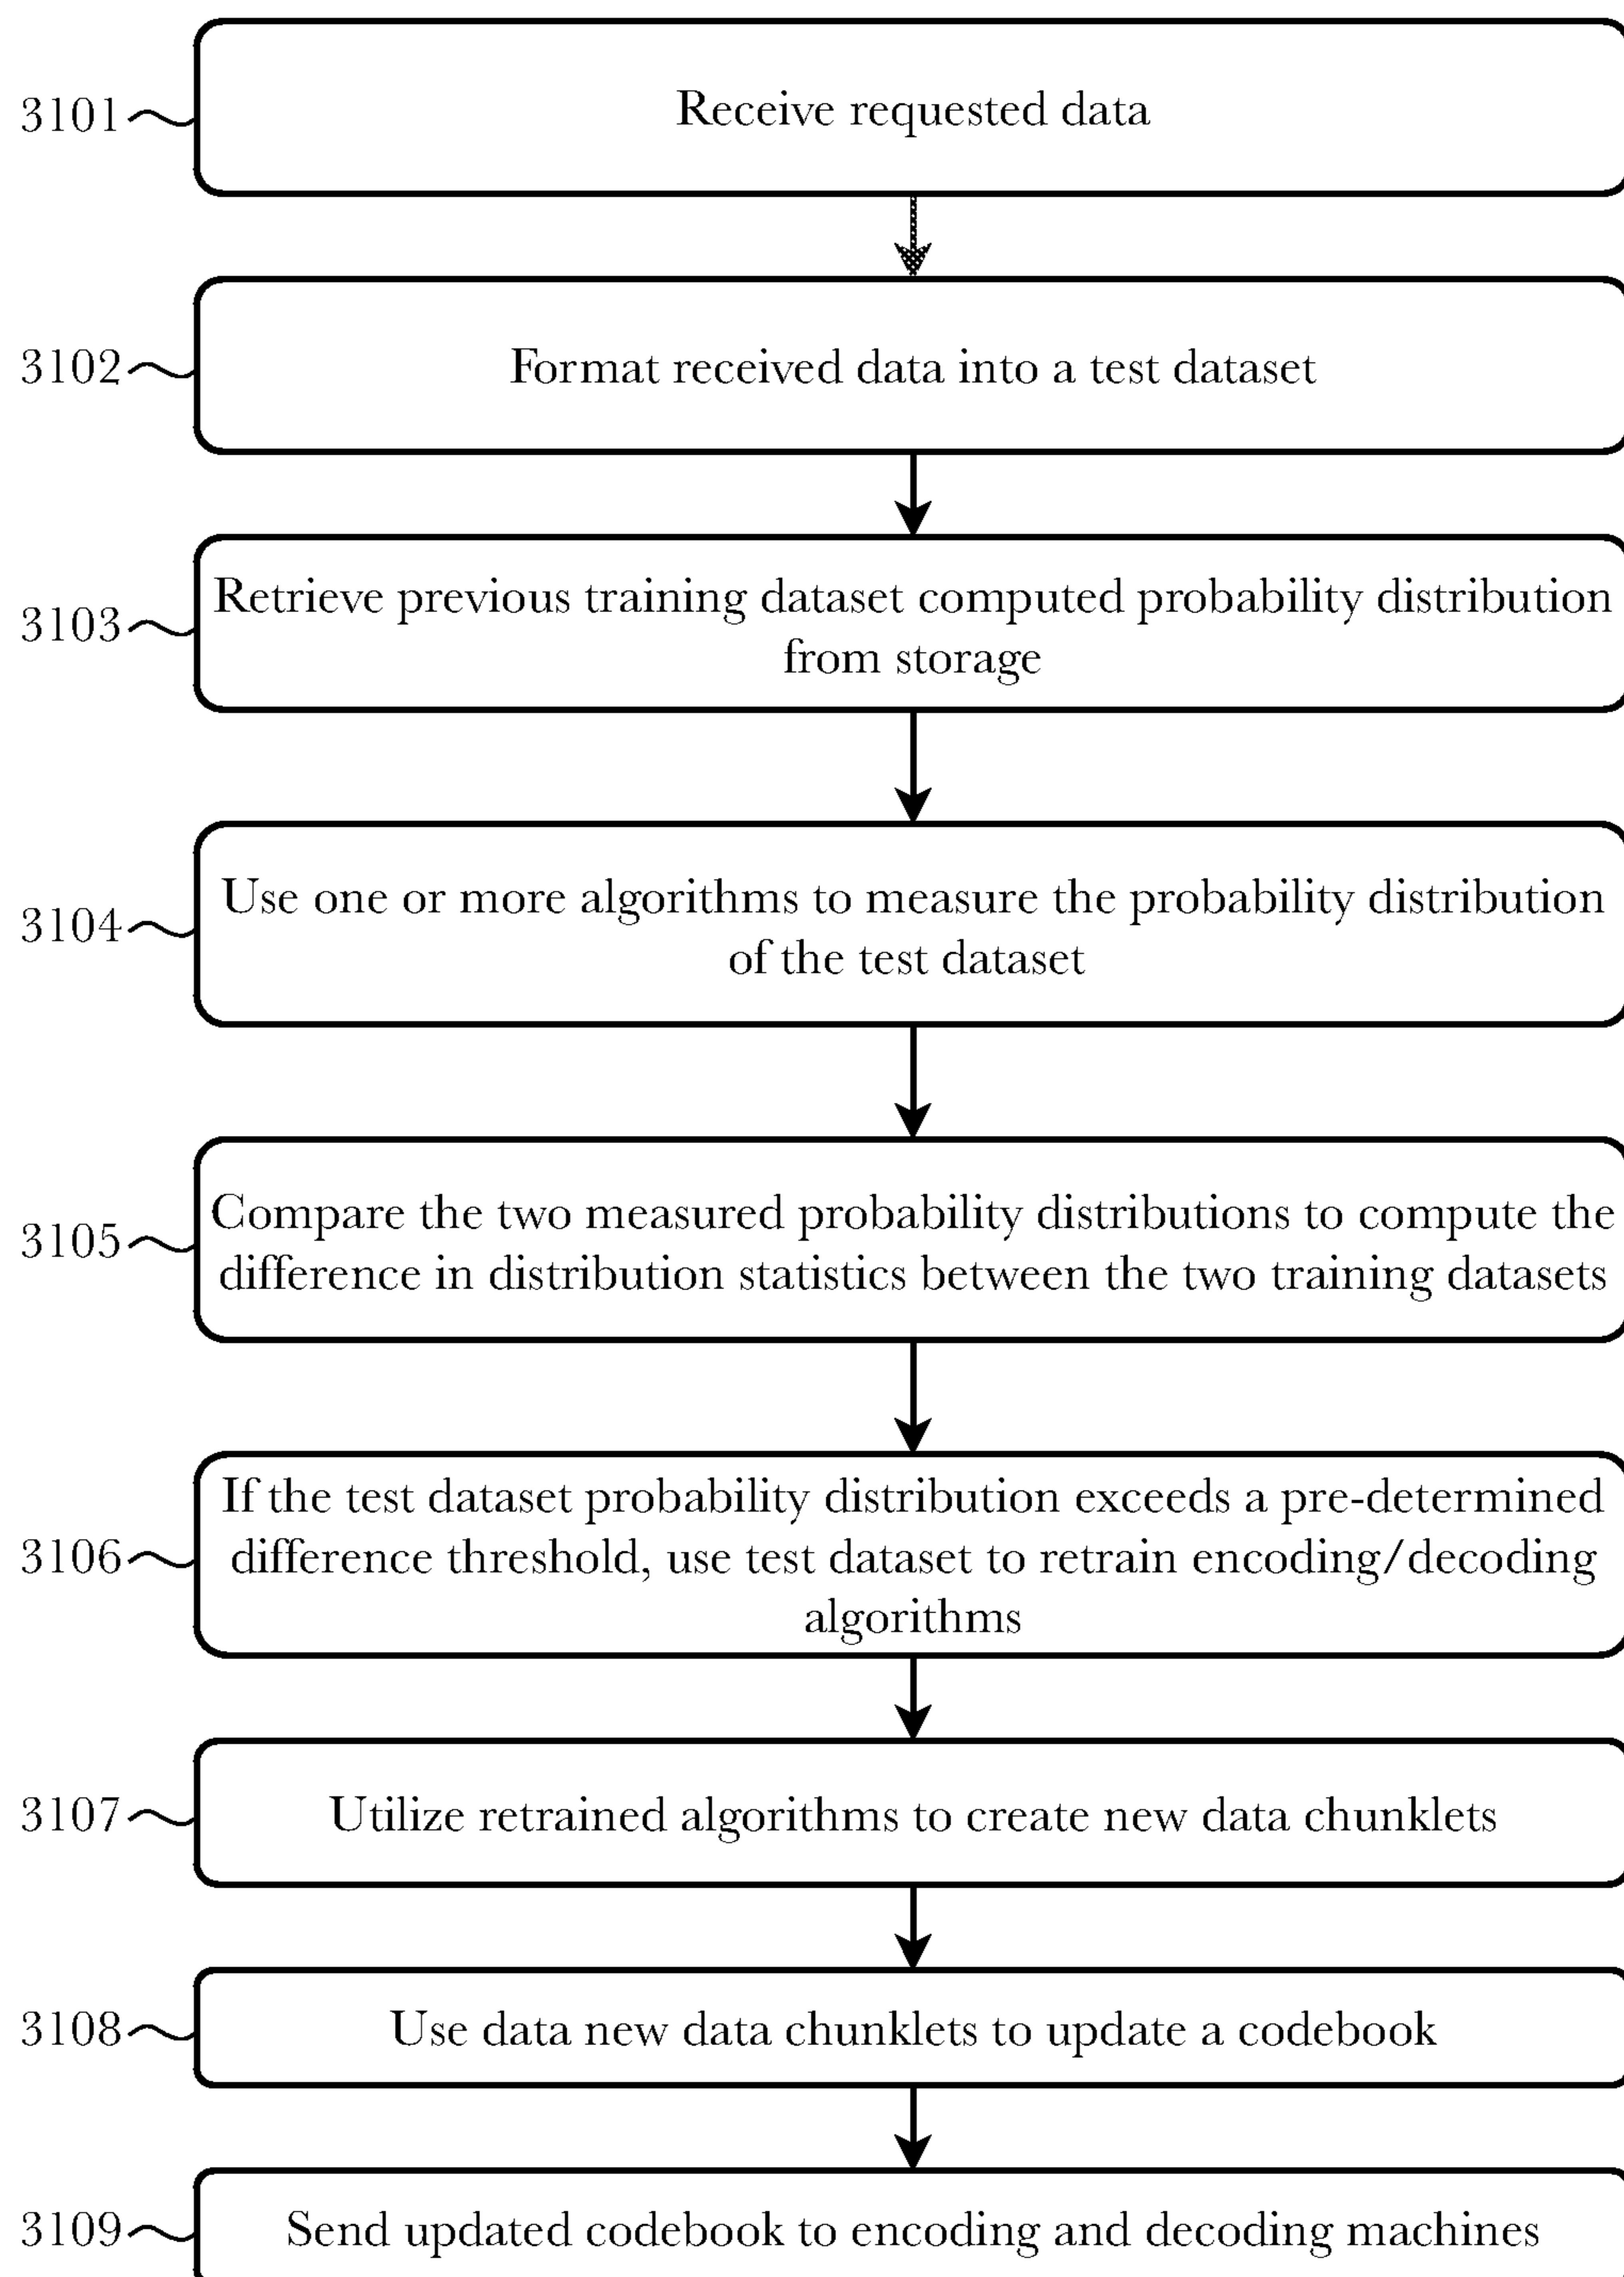 3101
Receive requested data
3102
Format received data into a test dataset
3103
Retrieve previous training dataset computed probability distribution
from storage
3104
Use one or more algorithms to measure the probability distribution
of the test dataset
3105
Compare the two measured probability distributions to compute the
difference in distribution statistics between the two training datasets
3106
If the test dataset probability distribution exceeds a pre-determined
difference threshold, use test dataset to retrain encoding/decoding
algorithms
3107
Utilize retrained algorithms to create new data chunklets
3108
Use data new data chunklets to update a codebook
3109
Send updated codebook to encoding and decoding machines